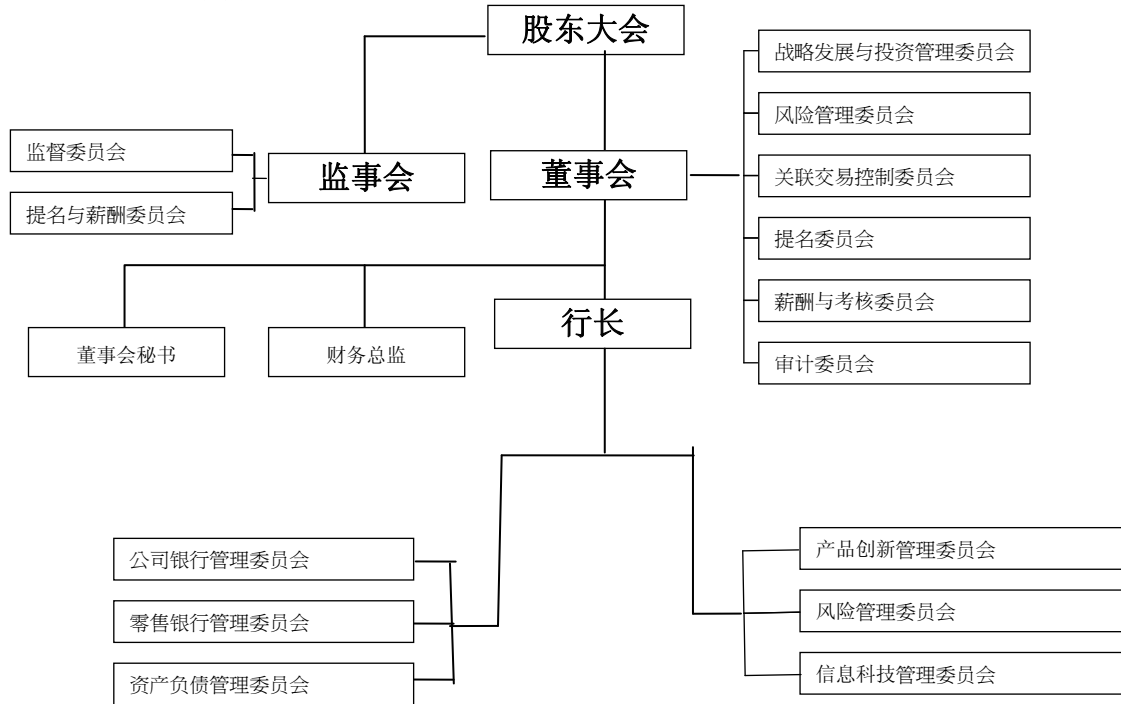 股东大会
战略发展与投资管理委员会
风险管理委员会
监督委员会
监事会
董事会
关联交易控制委员会
提名与薪酬委员会
提名委员会
行长
薪酬与考核委员会
董事会秘书
财务总监
审计委员会
公司银行管理委员会
产品创新管理委员会
零售银行管理委员会
风险管理委员会
资产负债管理委员会
信息科技管理委员会